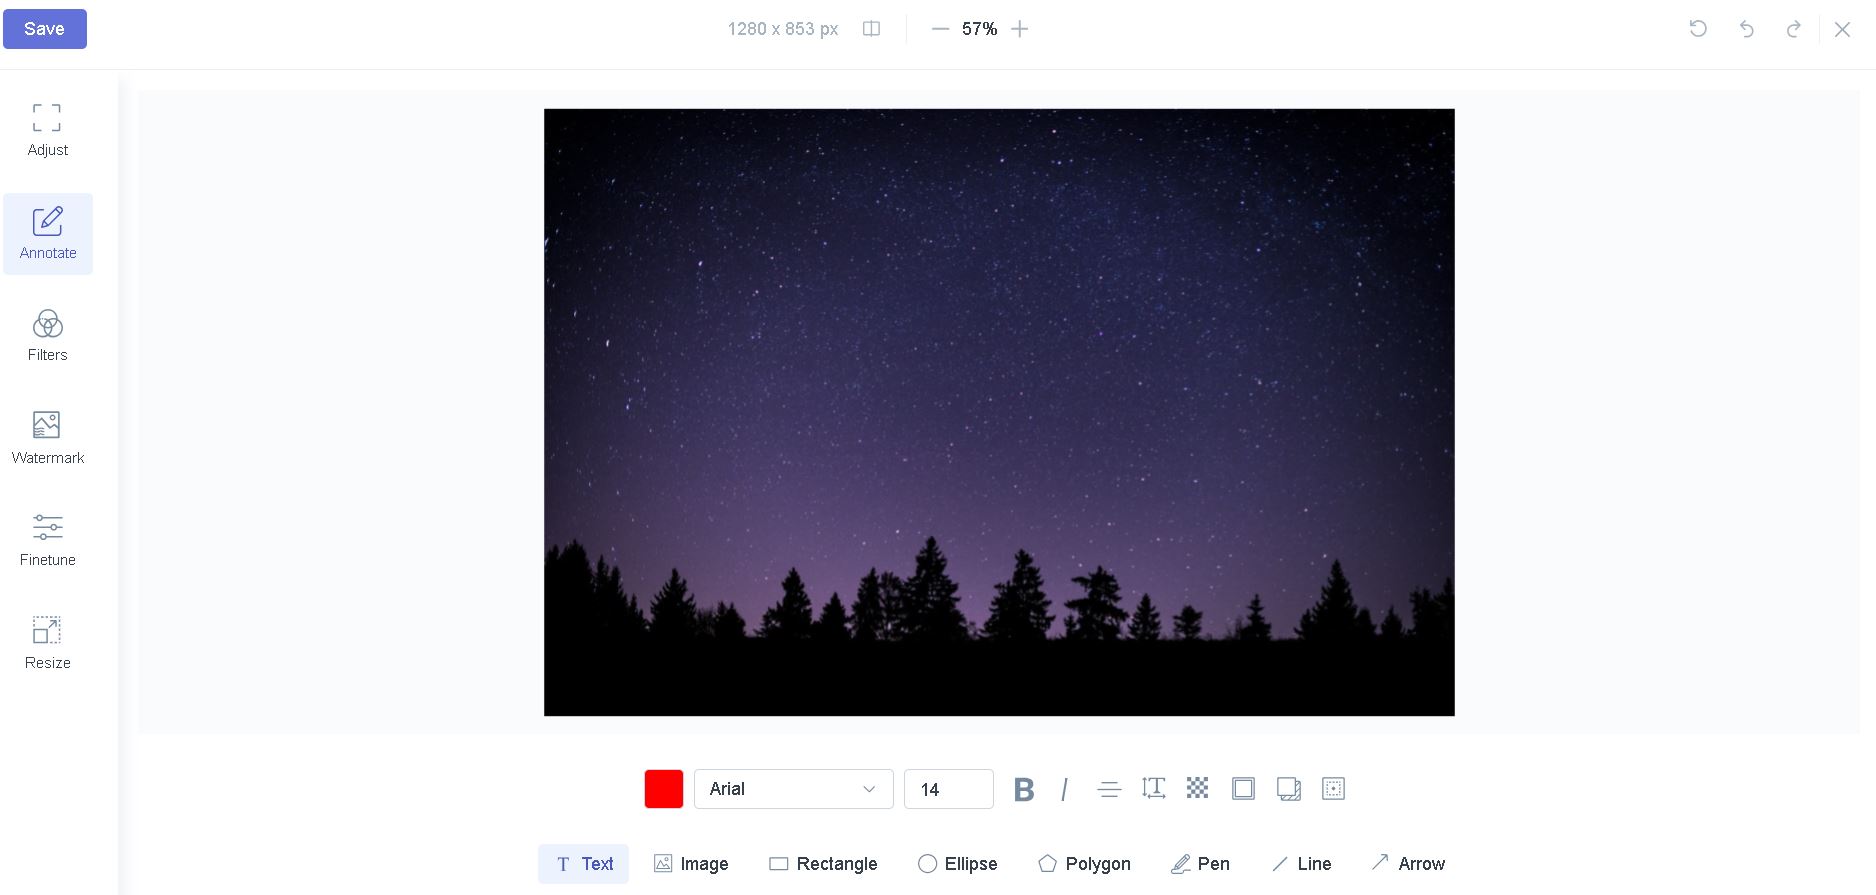 Save
1280 x 853 px
57%
Adjust
Annotate
Filters
Watermark
Finetune
Resize
Arial
14
B I
T Text Image Rectangle Ellipse Polygon Pen Line Arrow